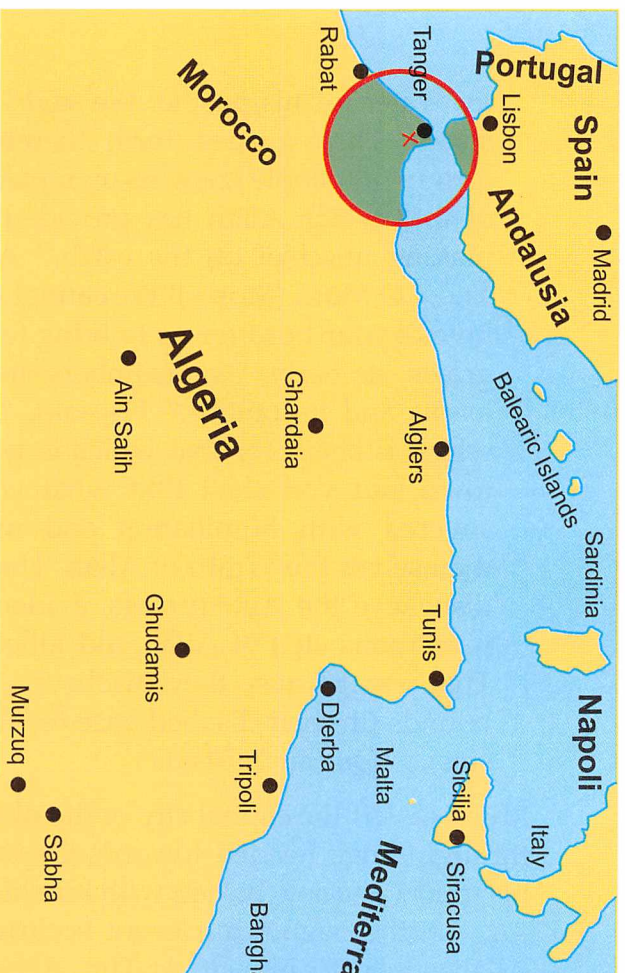 Portugal
Spain
Madrid
Lisbon
Andalusia
Balearic Islands
Sardinia
Napoli
Italy
Tanger
Rabat
Morocco
Algiers
Tunis
Sicilia
Siracusa
Malta
Mediterra
Algeria
Ghardaia
Djerba
Ain Salih
Ghudamis
Tripoli
Bangh
Murzuq
Sabha